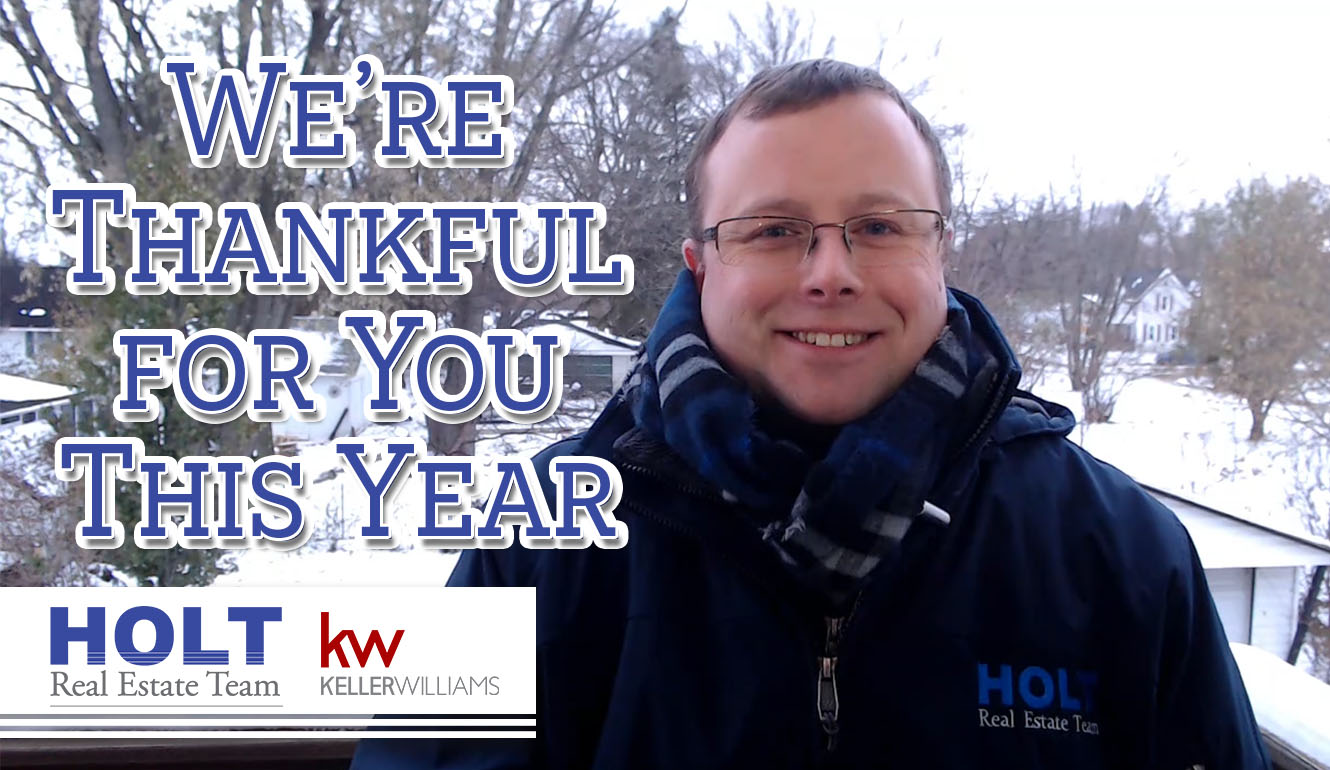 We're
Thankful
for You
This Year
HOLT
Real Estate Team
kw
KELLERWILLIAMS
HOLT
Real Estate Team